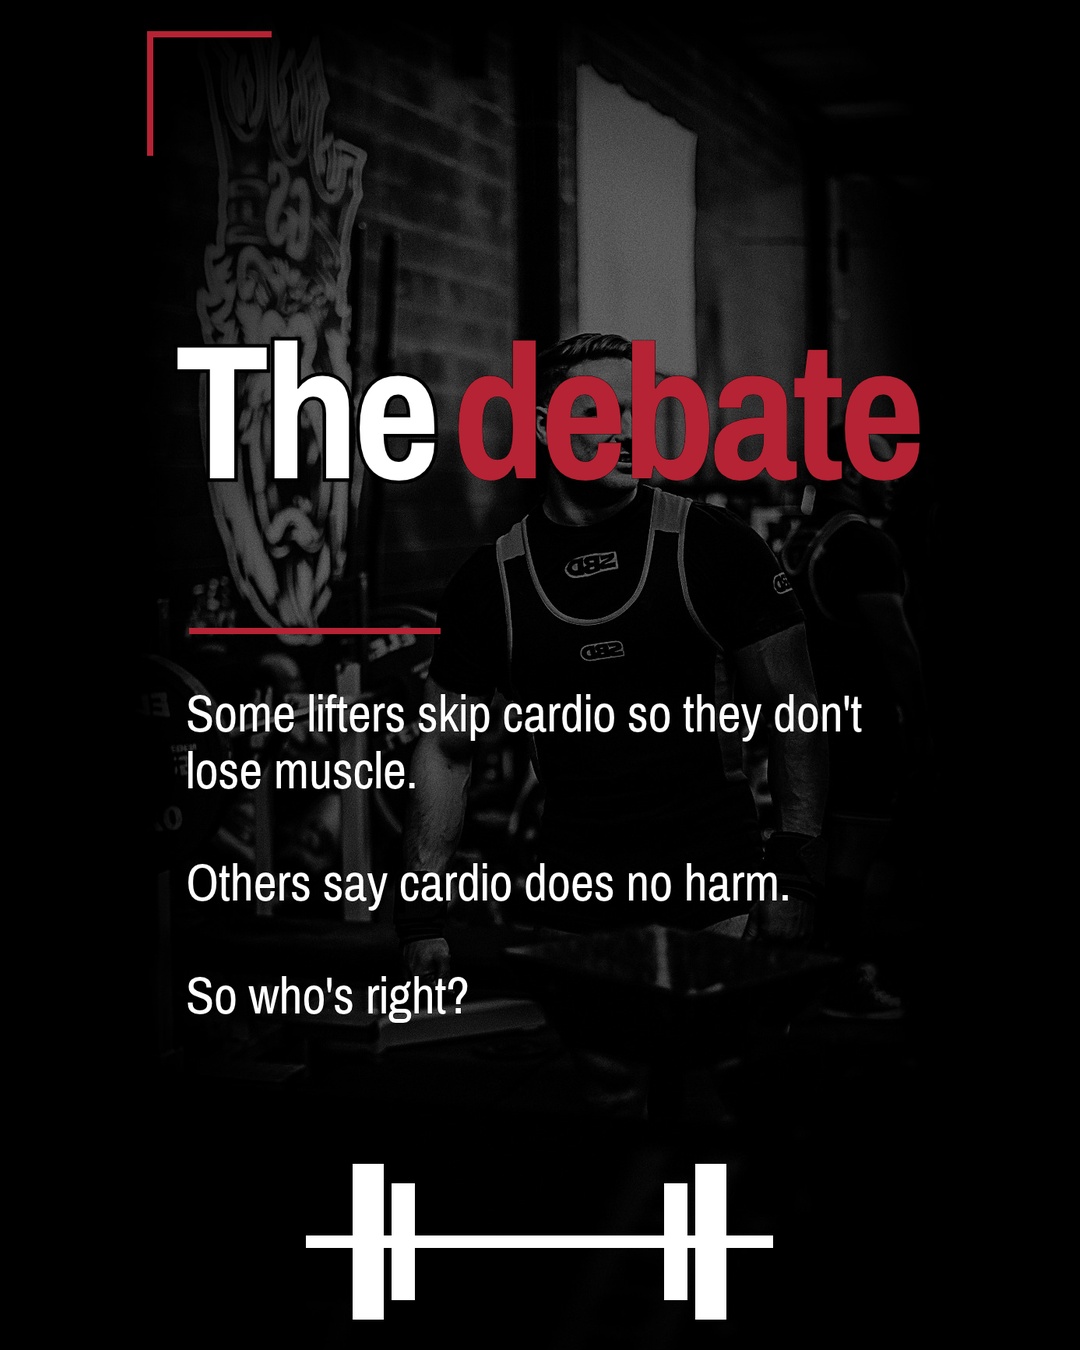 The debate
Some lifters skip cardio so they don't
lose muscle.
Others say cardio does no harm.
So who's right?